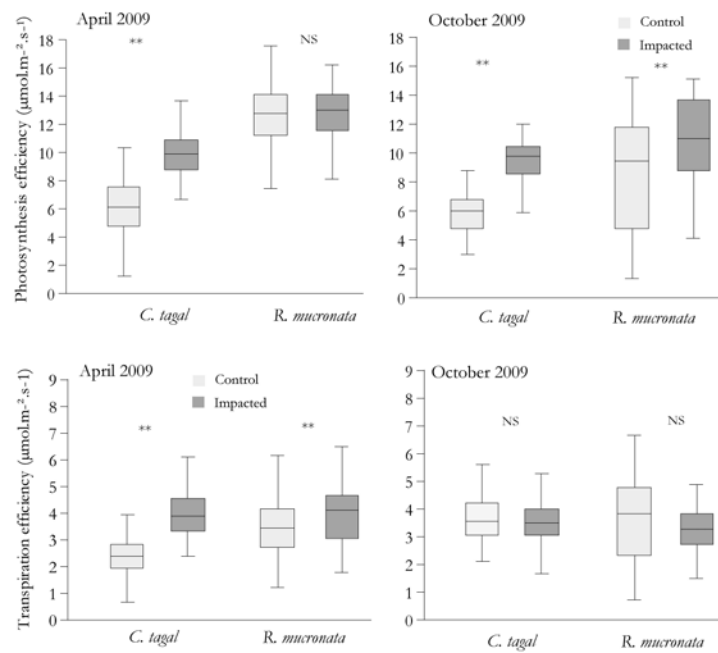 April 2009
October 2009
Control
Impacted
Photosynthesis efficiency (μmol.m-².s-1)
18
16
14
12
10
8
6
4
2
0
**
NS
C. tagal
R. mucronata
18
16
14
12
10
8
6
4
2
0
**
**
C. tagal
R. mucronata
April 2009
Control
Impacted
Transpiration efficiency (μmol.m-².s-1)
9
8
7
6
5
4
3
2
1
0
**
**
C. tagal
R. mucronata
October 2009
9
8
7
6
5
4
3
2
1
0
NS
NS
C. tagal
R. mucronata